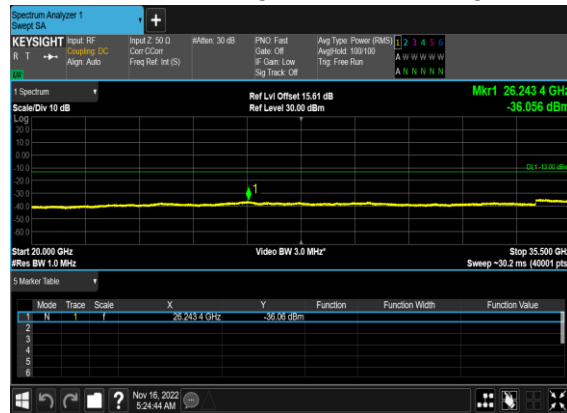 Spectrum Analyzer 1
Swept SA
+
KEYSIGHT Input: RF Input Z: 50 Ω #Atten: 30 dB PNO: Fast Avg Type: Power (RMS) 1 2 3 4 5 6
R T Coupling: DC Corr CCorr Gate: Off Avg|Hold: 100/100 A W W W W W
Align: Auto Freq Ref: Int (S) IF Gain: Low Trig: Free Run
LW Sig Track: Off A N N N N N
1 Spectrum Ref Lvl Offset 15.61 dB Mkr1 26.243 4 GHz
Scale/Div 10 dB Ref Level 30.00 dBm -36.056 dBm
Log
20.0
10.0
0.00
-10.0 DL1 -13.00 dBm
-20.0
-30.0 1
-40.0
-50.0
-60.0
Start 20.000 GHz Video BW 3.0 MHz* Stop 35.500 GHz
#Res BW 1.0 MHz Sweep ~30.2 ms (40001 pts)
5 Marker Table
Mode Trace Scale X Y Function Function Width Function Value
1 N 1 f 26.243 4 GHz -36.06 dBm
2
3
4
5
6
? Nov 16, 2022
5:24:44 AM